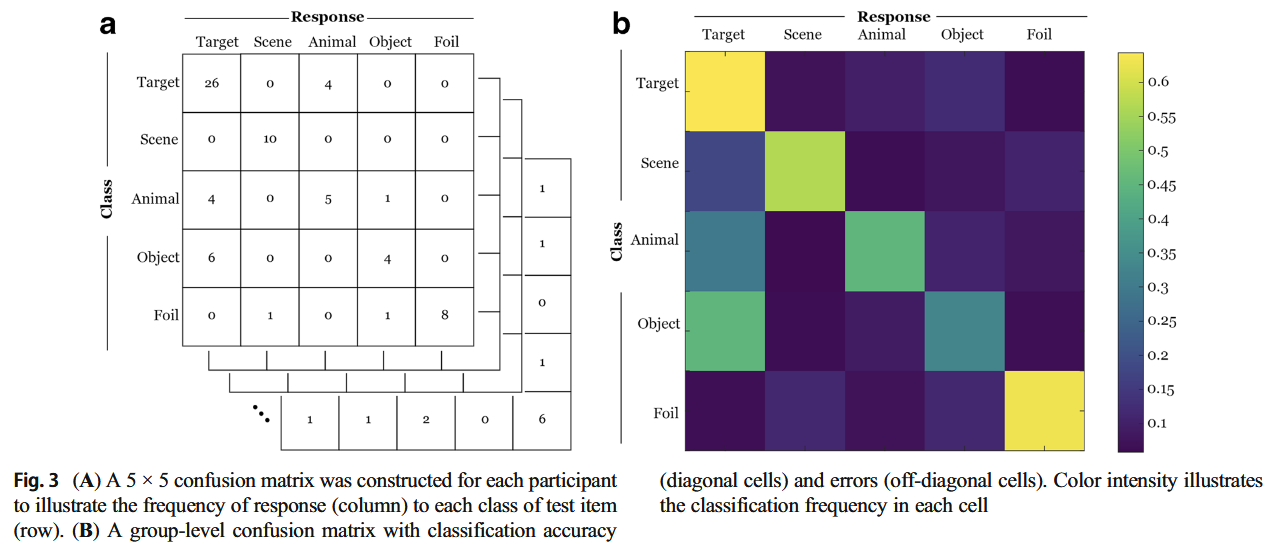 a
Response
Target Scene Animal Object Foil
Class
Target 26 0 4 0 0
Scene 0 10 0 0 0
Animal 4 0 5 1 0
Object 6 0 0 4 0
Foil 0 1 0 1 8
1
1
0
1
1 1 2 0 6
b
Response
Target Scene Animal Object Foil
Class
Target
Scene
Animal
Object
Foil
0.6
0.55
0.5
0.45
0.4
0.35
0.3
0.25
0.2
0.15
0.1
Fig. 3 (A) A 5 × 5 confusion matrix was constructed for each participant
to illustrate the frequency of response (column) to each class of test item
(row). (B) A group-level confusion matrix with classification accuracy
(diagonal cells) and errors (off-diagonal cells). Color intensity illustrates
the classification frequency in each cell